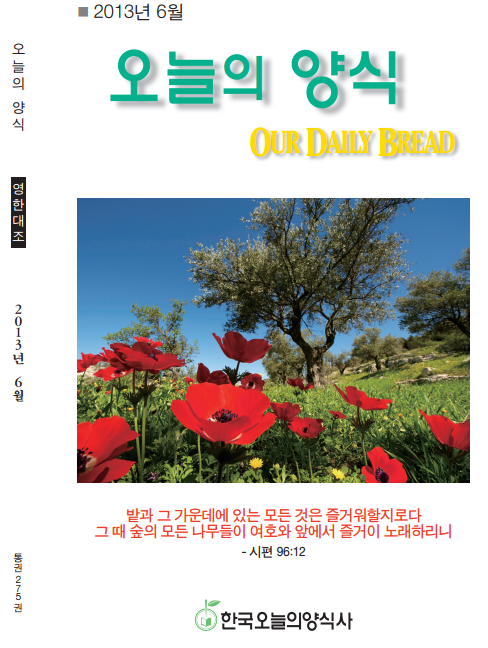 ■ 2013년 6월
오늘의 양식
OUR DAILY BREAD
밭과 그 가운데에 있는 모든 것은 즐거워할지로다
그 때 숲의 모든 나무들이 여호와 앞에서 즐거이 노래하리니
- 시편 96:12
한국오늘의양식사
오늘의 양식
영한대조
2013년 6월
통권 275권